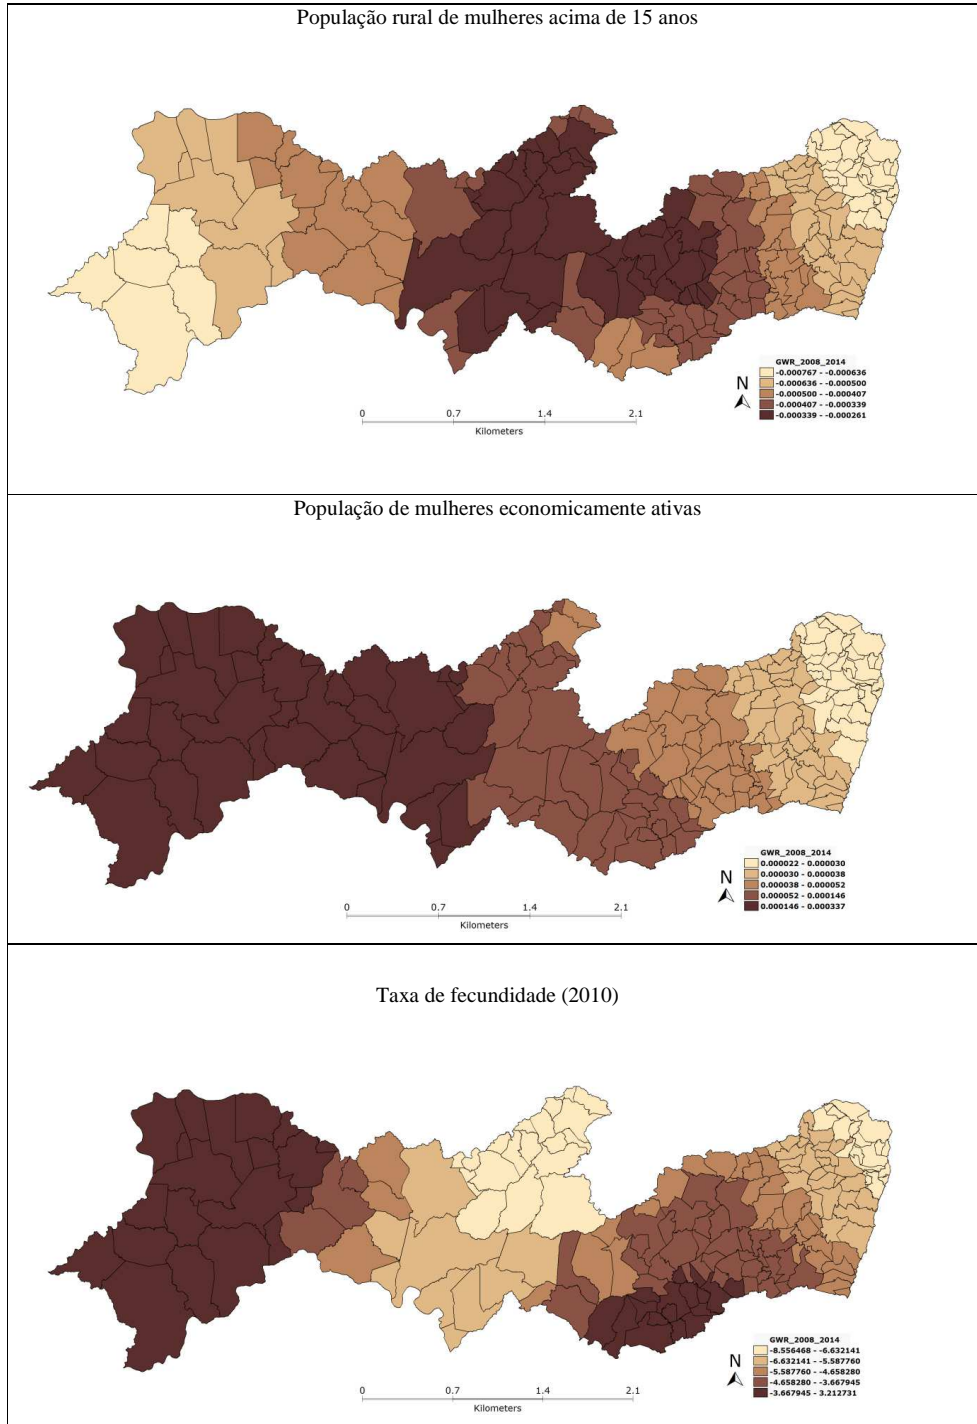 População rural de mulheres acima de 15 anos
GWR_2008_2014
-0.000767 - -0.000636
-0.000636 - -0.000500
-0.000500 - -0.000407
-0.000407 - -0.000339
-0.000339 - -0.000261
N
0 0.7 1.4 2.1
Kilometers
População de mulheres economicamente ativas
GWR_2008_2014
0.000022 - 0.000030
0.000030 - 0.000038
0.000038 - 0.000052
0.000052 - 0.000146
0.000146 - 0.000337
N
0 0.7 1.4 2.1
Kilometers
Taxa de fecundidade (2010)
GWR_2008_2014
-8.556468 - -6.632141
-6.632141 - -5.587760
-5.587760 - -4.658280
-4.658280 - -3.667945
-3.667945 - 3.212731
N
0 0.7 1.4 2.1
Kilometers